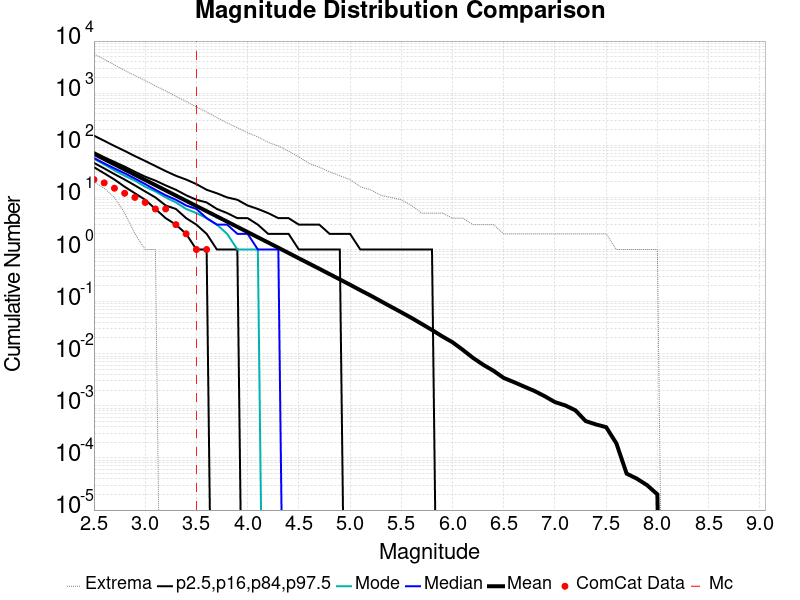 Magnitude Distribution Comparison
10^4
10^3
10^2
10^1
10^0
10^-1
10^-2
10^-3
10^-4
10^-5
Cumulative Number
2.5 3.0 3.5 4.0 4.5 5.0 5.5 6.0 6.5 7.0 7.5 8.0 8.5 9.0
Magnitude
Extrema p2.5,p16,p84,p97.5 Mode Median Mean ComCat Data Mc